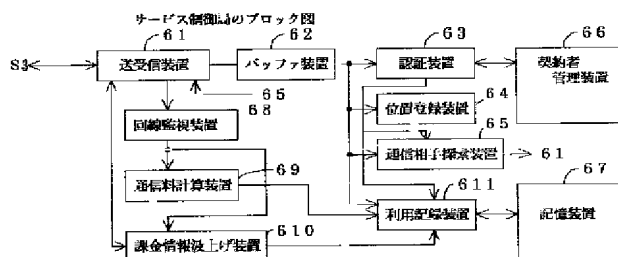 サービス制御局のブロック図
61
62
63
66
S3
送受信装置
バッファ装置
認証装置
契約者
管理装置
65
68
64
位置登録装置
回線監視装置
65
通信相手探索装置
61
69
67
通信料計算装置
611
利用記録装置
記憶装置
610
課金情報汲上げ装置